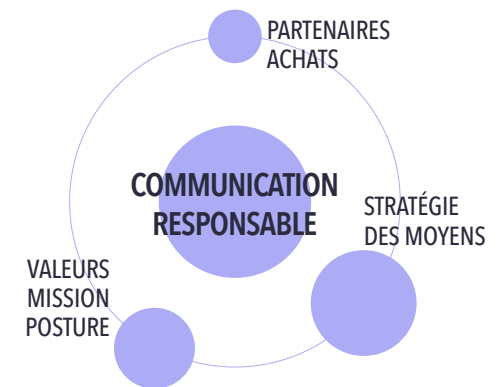 PARTENAIRES
ACHATS
COMMUNICATION
RESPONSABLE
STRATÉGIE
DES MOYENS
VALEURS
MISSION
POSTURE